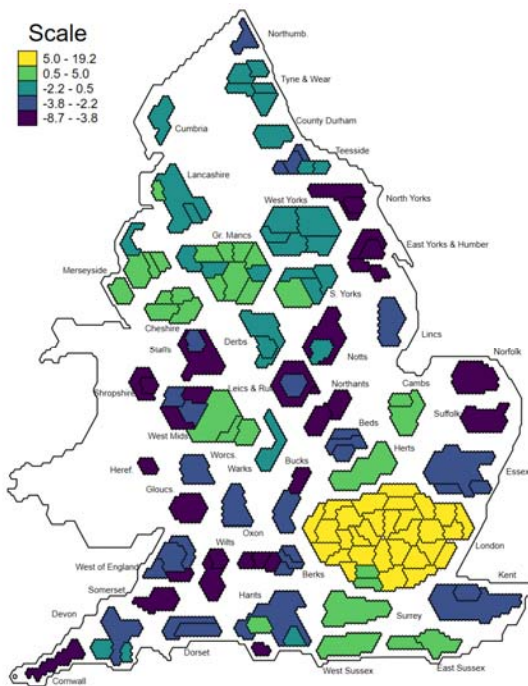 Scale
5.0 - 19.2
0.5 - 5.0
-2.2 - 0.5
-3.8 - -2.2
-8.7 - -3.8
Northumb.
Tyne & Wear
Cumbria
County Durham
Teesside
Lancashire
West Yorks
North Yorks
Gr. Mancs
East Yorks & Humber
Merseyside
S. Yorks
Cheshire
Staffs
Derbs
Notts
Lincs
Norfolk
Shropshire
Leics & Rut
Northants
Cambs
Suffolk
West Mids
Beds
Worcs.
Herts
Heref.
Warks
Bucks
Essex
Gloucs
Oxon
London
West of England
Wilts
Berks
Kent
Somerset
Devon
Hants
Surrey
Dorset
Cornwall
West Sussex
East Sussex